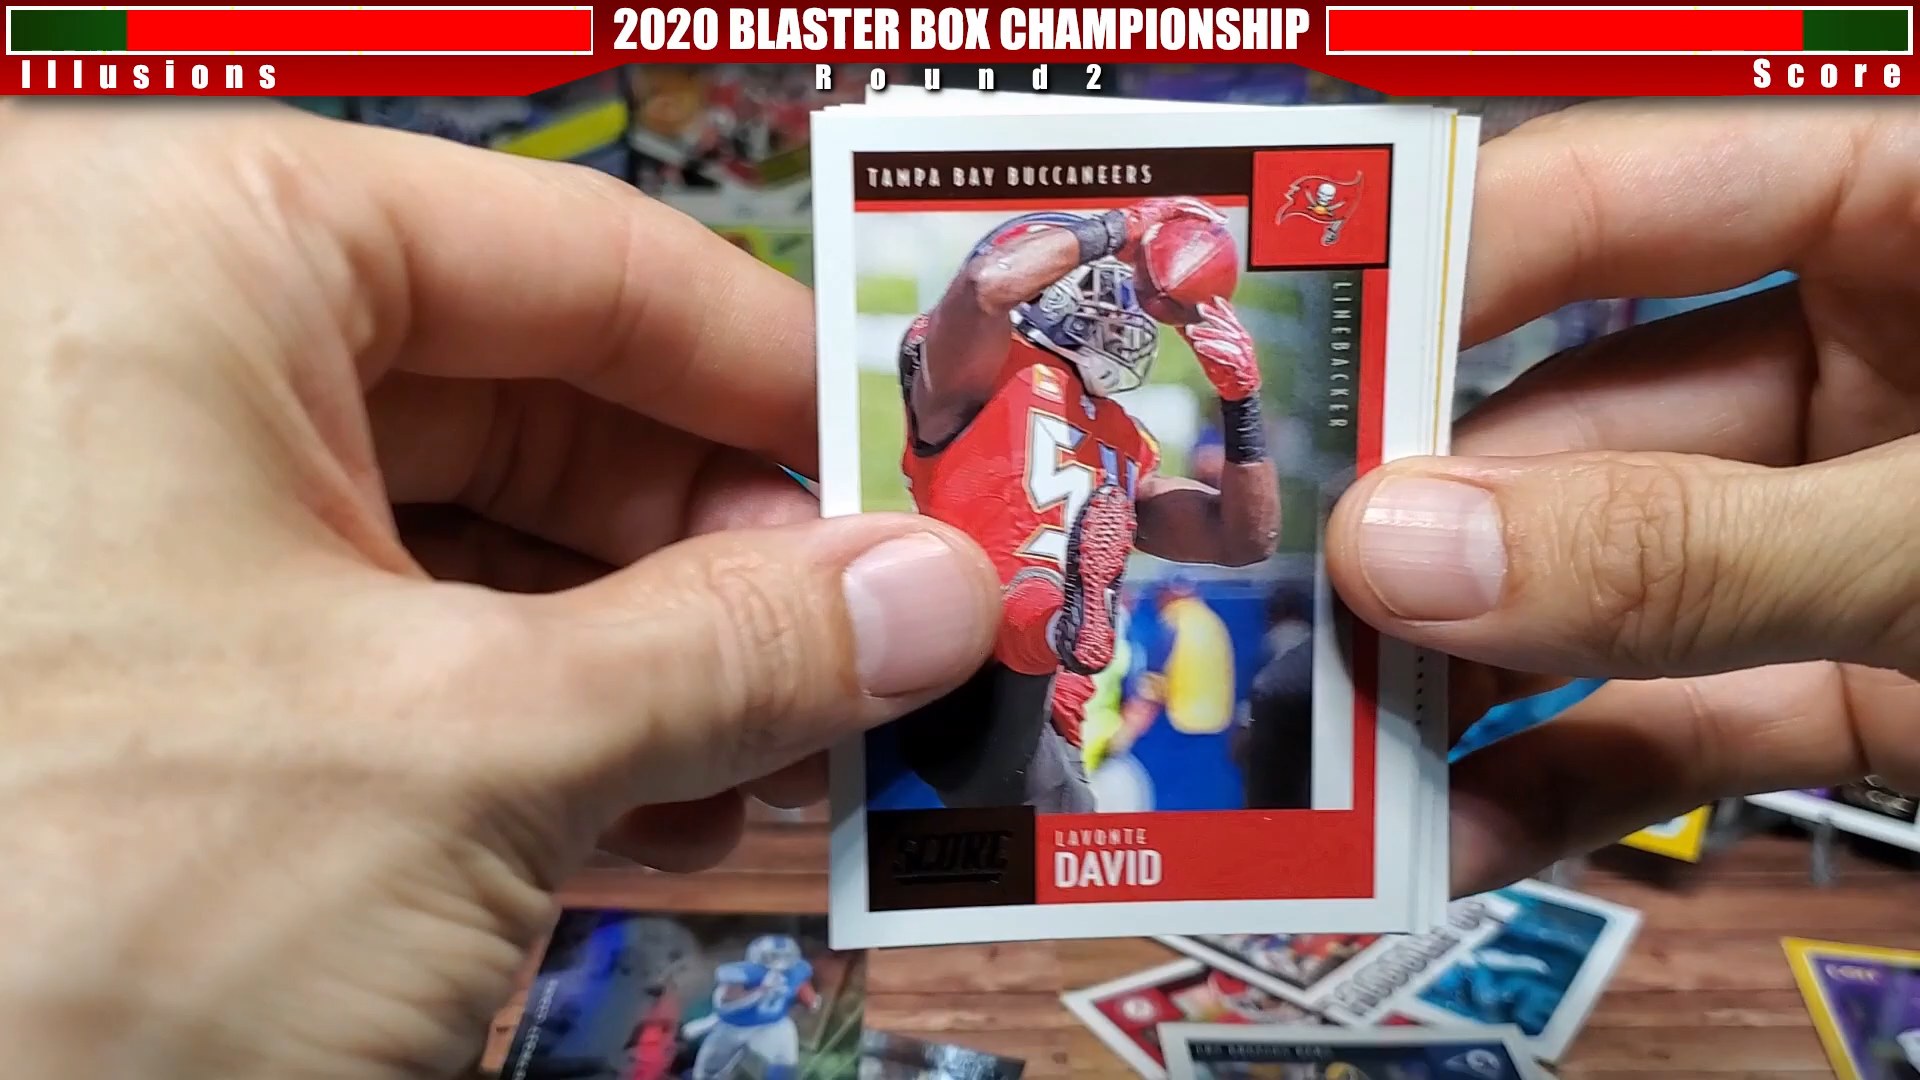 2020 BLASTER BOX CHAMPIONSHIP
Illusions
Round 2
Score
TAMPA BAY BUCCANEERS
LINEBACKER
SCORE
LAVONTE
DAVID